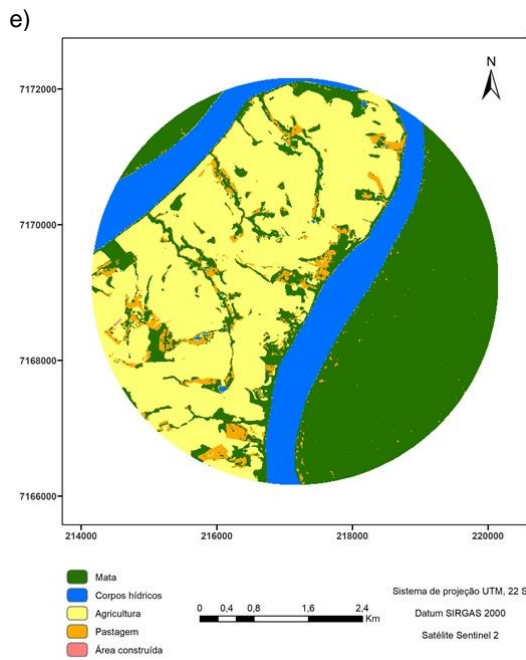 e)
N
7172000
7170000
7168000
7166000
214000 216000 218000 220000
Mata
Corpos hídricos
Agricultura
Pastagem
Área construída
0 0,4 0,8 1,6 2,4
Km
Sistema de projeção UTM, 22 S
Datum SIRGAS 2000
Satélite Sentinel 2